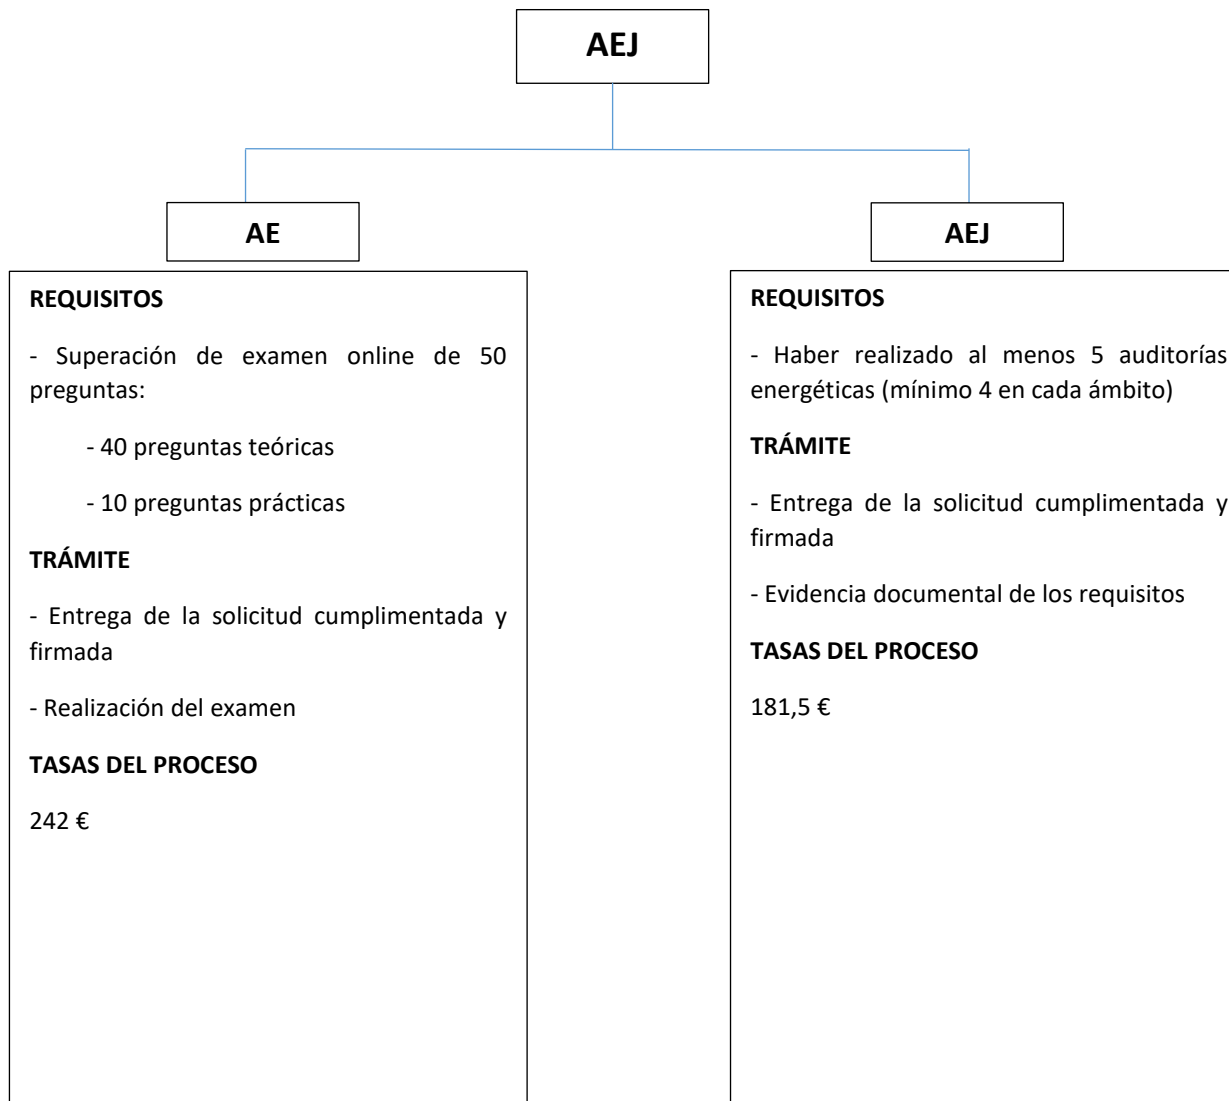 AEJ
AE
REQUISITOS
- Superación de examen online de 50
preguntas:
- 40 preguntas teóricas
- 10 preguntas prácticas
TRÁMITE
- Entrega de la solicitud cumplimentada y
firmada
- Realización del examen
TASAS DEL PROCESO
242 €
AEJ
REQUISITOS
- Haber realizado al menos 5 auditorías
energéticas (mínimo 4 en cada ámbito)
TRÁMITE
- Entrega de la solicitud cumplimentada y
firmada
- Evidencia documental de los requisitos
TASAS DEL PROCESO
181,5 €